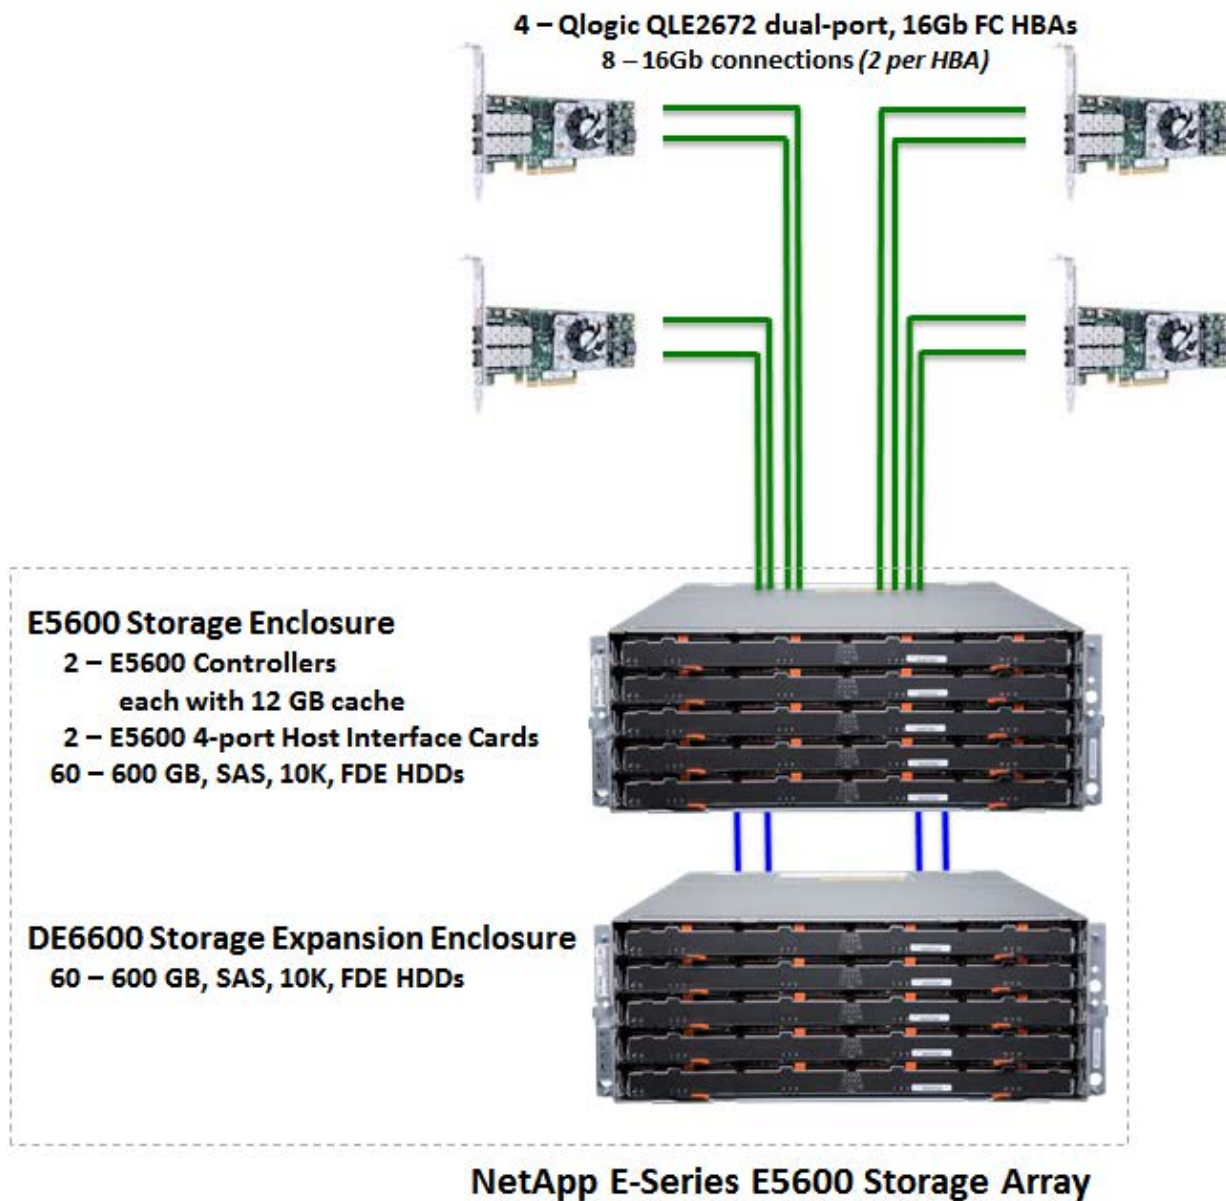 4 – Qlogic QLE2672 dual-port, 16Gb FC HBAs
8 – 16Gb connections (2 per HBA)
E5600 Storage Enclosure
2 – E5600 Controllers
each with 12 GB cache
2 – E5600 4-port Host Interface Cards
60 – 600 GB, SAS, 10K, FDE HDDs
DE6600 Storage Expansion Enclosure
60 – 600 GB, SAS, 10K, FDE HDDs
NetApp E-Series E5600 Storage Array